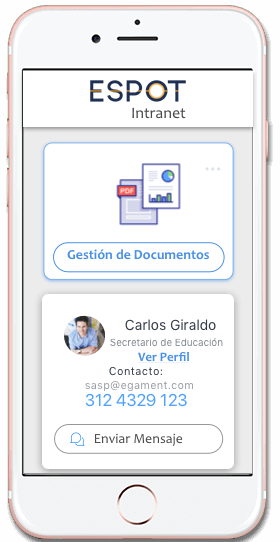 ESPOT
Intranet
PDF
Gestión de Documentos
Carlos Giraldo
Secretario de Educación
Ver Perfil
Contacto:
sasp@egament.com
312 4329 123
Enviar Mensaje